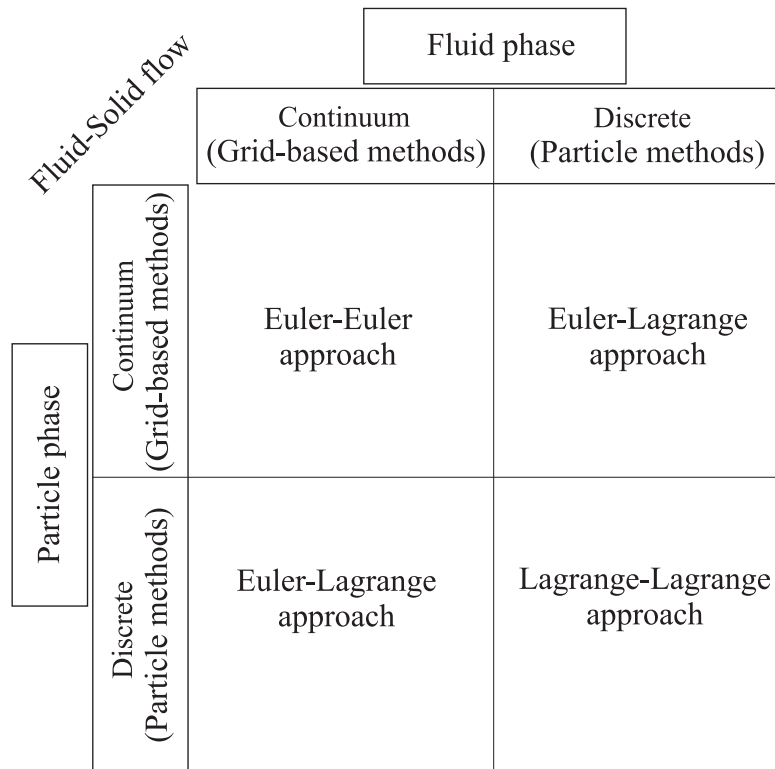 Fluid-Solid flow
Fluid phase
Continuum
(Grid-based methods)
Discrete
(Particle methods)
Particle phase
Continuum
(Grid-based methods)
Euler-Euler
approach
Euler-Lagrange
approach
Discrete
(Particle methods)
Euler-Lagrange
approach
Lagrange-Lagrange
approach